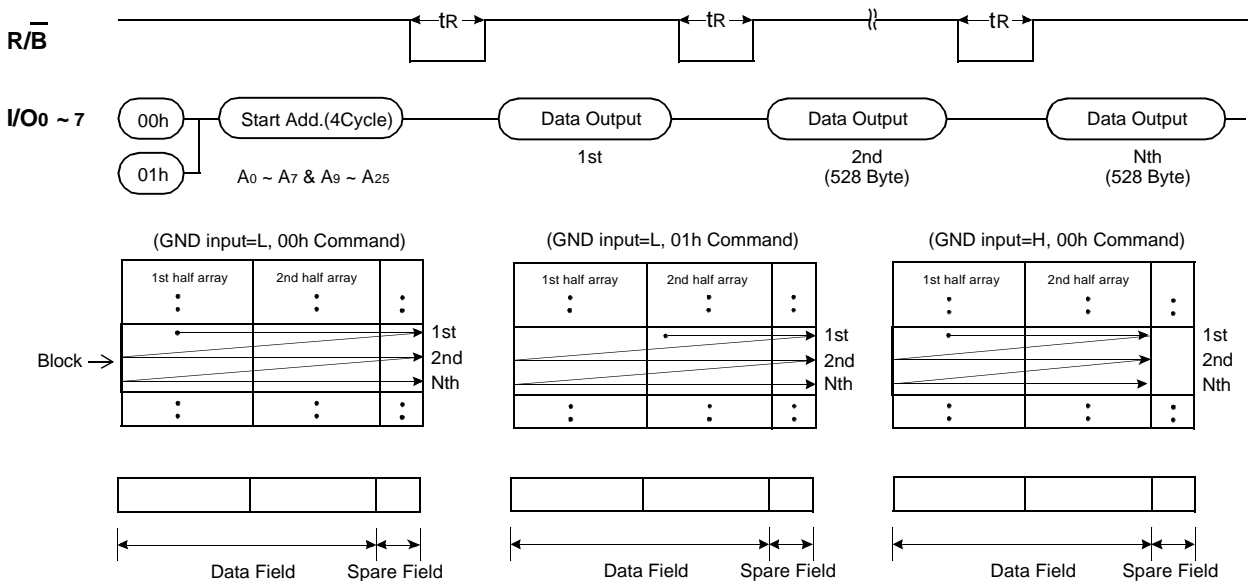 tR tR tR
R/B
I/O0 ~ 7 00h Start Add.(4Cycle) Data Output Data Output Data Output
01h A0 ~ A7 & A9 ~ A25 1st 2nd Nth
(528 Byte) (528 Byte)
(GND input=L, 00h Command) (GND input=L, 01h Command) (GND input=H, 00h Command)
1st half array 2nd half array 1st half array 2nd half array 1st half array 2nd half array
1st 1st 1st
Block 2nd 2nd 2nd
Nth Nth Nth
Data Field Spare Field Data Field Spare Field Data Field Spare Field